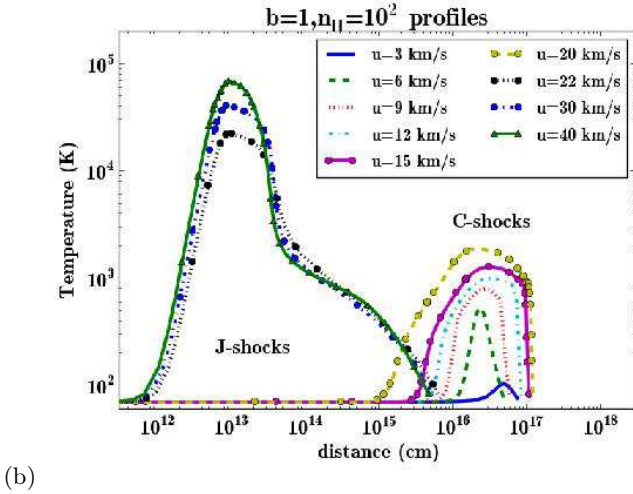 b=1,n_H=10^2 profiles
u=3 km/s
u=6 km/s
u=9 km/s
u=12 km/s
u=15 km/s
u=20 km/s
u=22 km/s
u=30 km/s
u=40 km/s
C-shocks
J-shocks
Temperature (K)
10^5
10^4
10^3
10^2
10^12 10^13 10^14 10^15 10^16 10^17 10^18
distance (cm)
(b)